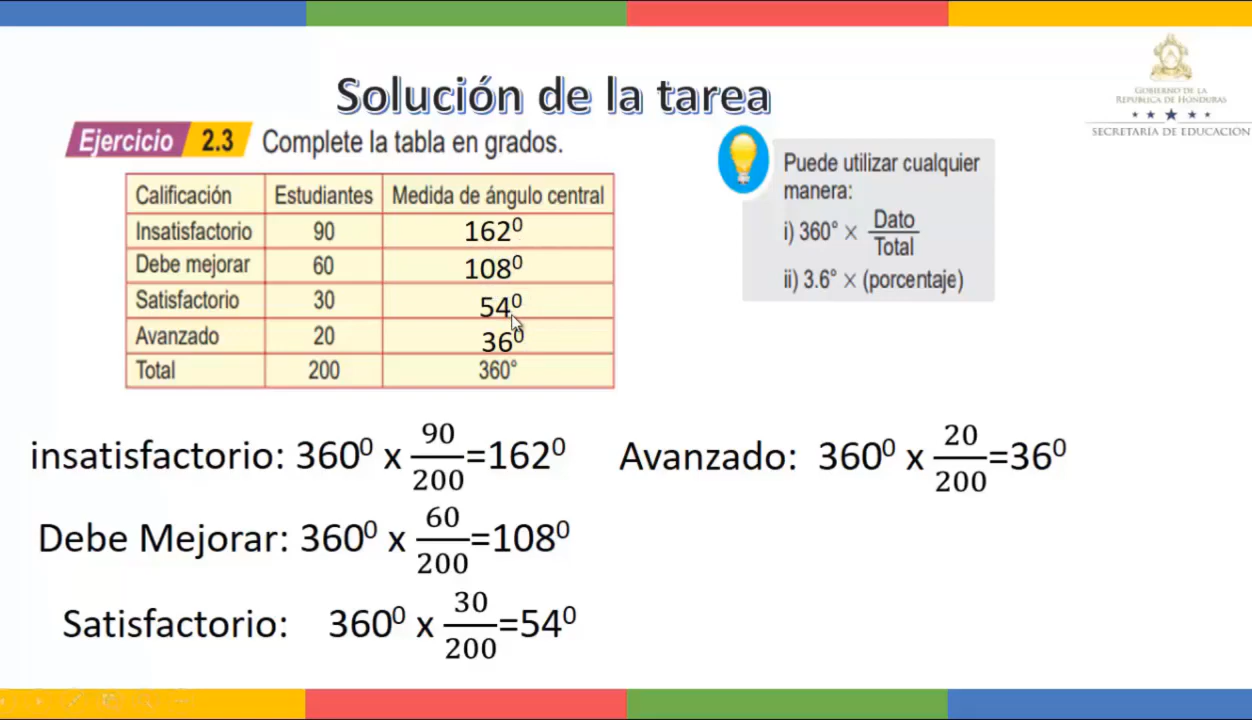 Solución de la tarea
GOBIERNO DE LA
REPÚBLICA DE HONDURAS
SECRETARÍA DE EDUCACIÓN
Ejercicio 2.3 Complete la tabla en grados.
Calificación Estudiantes Medida de ángulo central
Insatisfactorio 90 162⁰
Debe mejorar 60 108⁰
Satisfactorio 30 54⁰
Avanzado 20 36⁰
Total 200 360°
Puede utilizar cualquier
manera:
i) 360° × Dato/Total
ii) 3.6° × (porcentaje)
insatisfactorio: 360⁰ x 90/200=162⁰
Avanzado: 360⁰ x 20/200=36⁰
Debe Mejorar: 360⁰ x 60/200=108⁰
Satisfactorio: 360⁰ x 30/200=54⁰